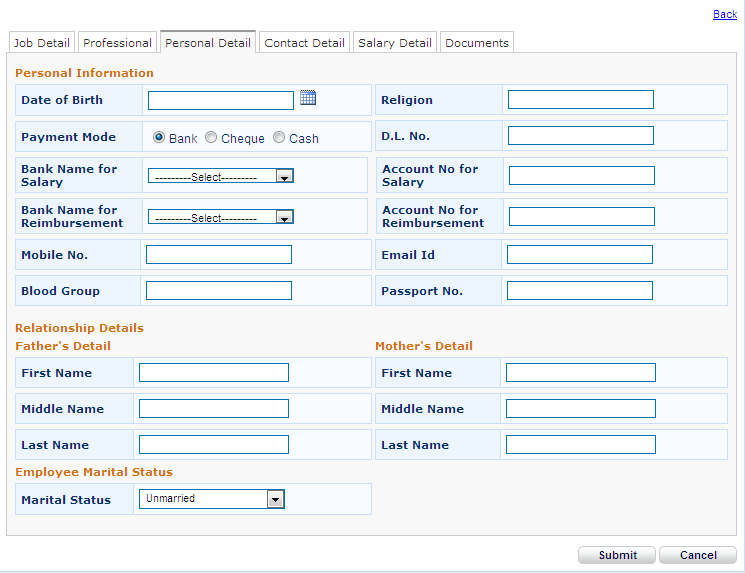 Back
Job Detail Professional Personal Detail Contact Detail Salary Detail Documents
Personal Information
Date of Birth Religion
Payment Mode Bank Cheque Cash D.L. No.
Bank Name for Salary ---------Select--------- Account No for Salary
Bank Name for Reimbursement ---------Select--------- Account No for Reimbursement
Mobile No. Email Id
Blood Group Passport No.
Relationship Details
Father's Detail Mother's Detail
First Name First Name
Middle Name Middle Name
Last Name Last Name
Employee Marital Status
Marital Status Unmarried
Submit Cancel